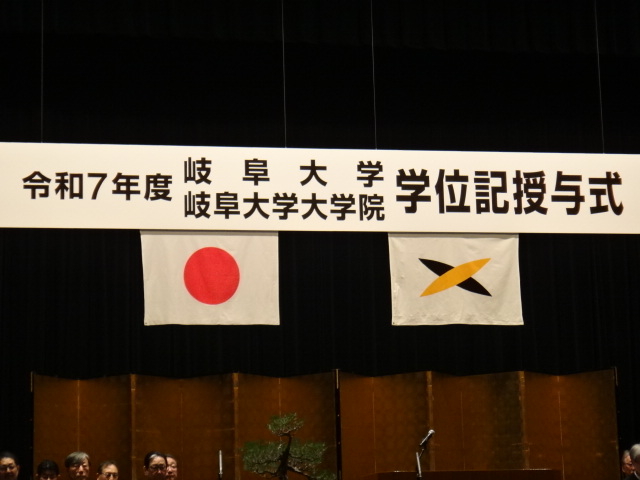 令和7年度
岐阜大学
岐阜大学大学院
学位記授与式